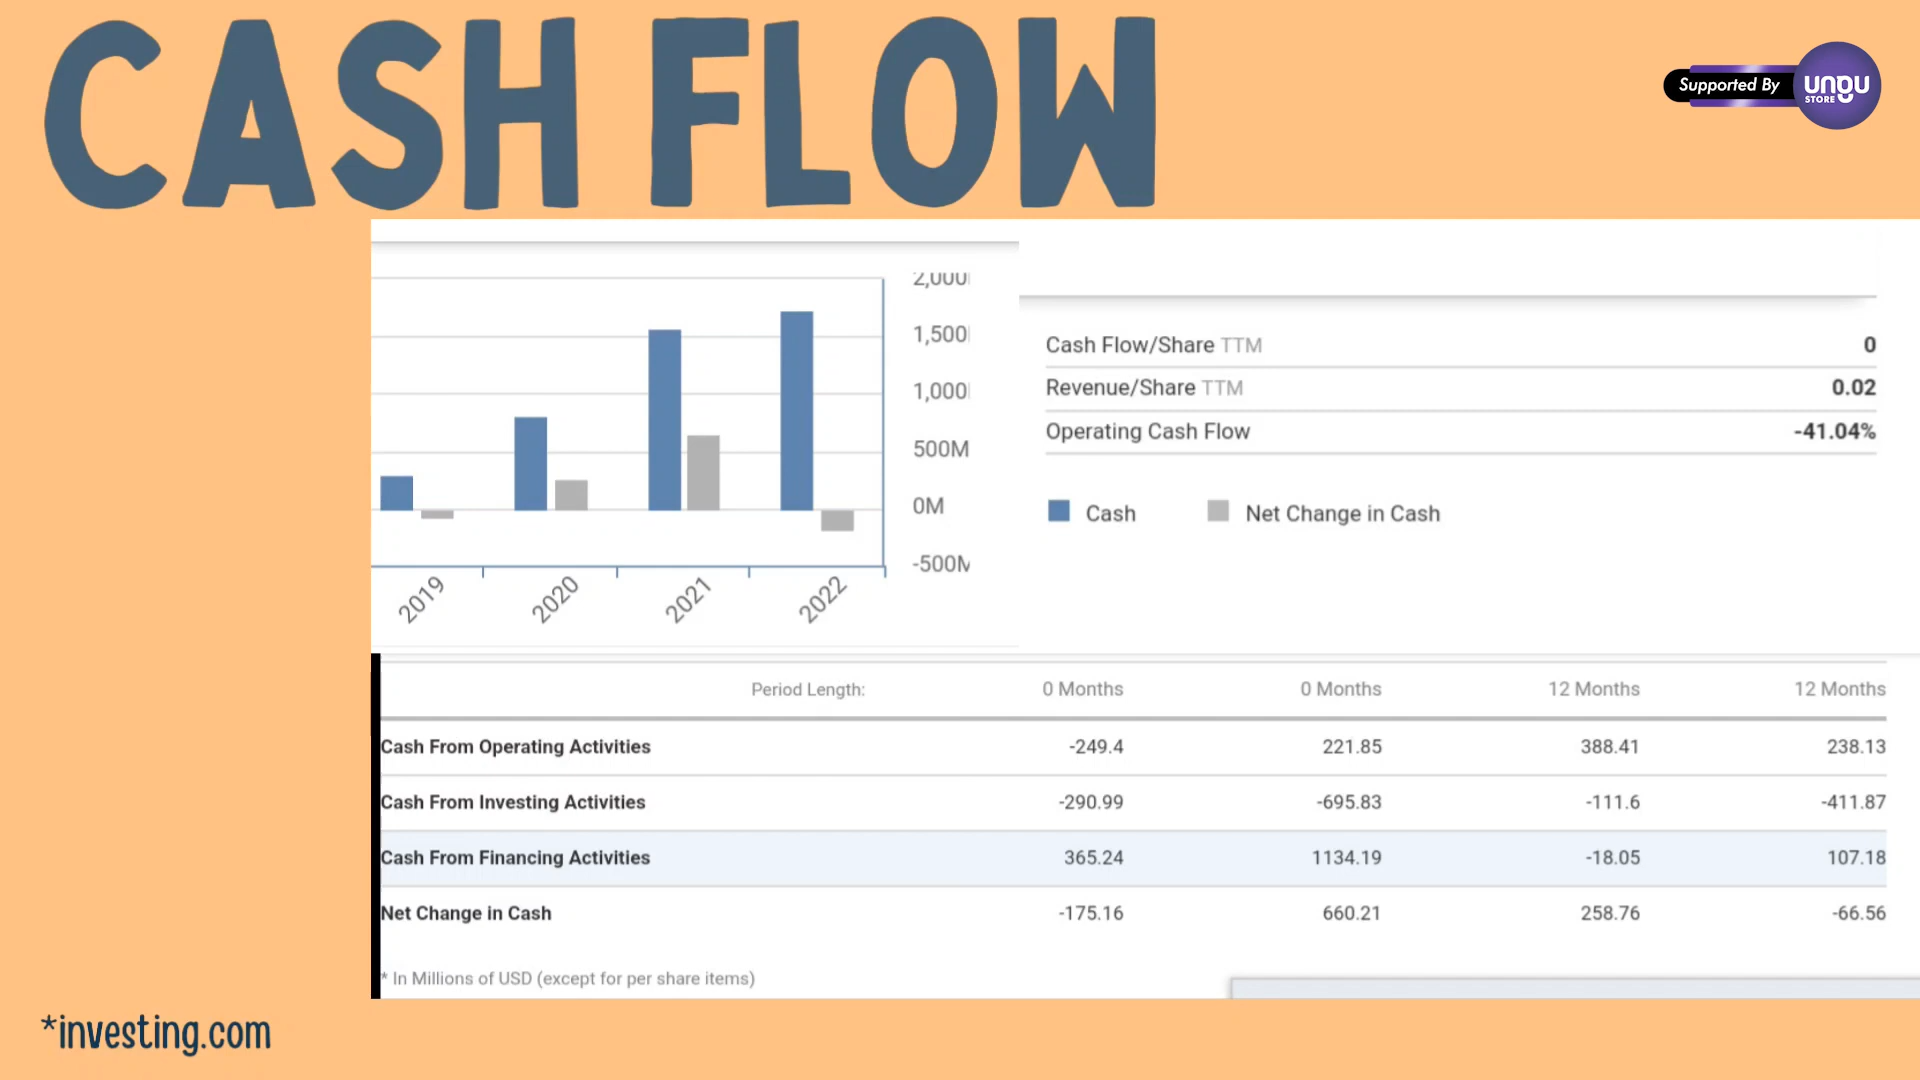 CASH FLOW
Supported By
ungu
STORE
2,000
1,500
1,000
500M
0M
-500M
2019
2020
2021
2022
Cash Flow/Share TTM 0
Revenue/Share TTM 0.02
Operating Cash Flow -41.04%
Cash Net Change in Cash
Period Length: 0 Months 0 Months 12 Months 12 Months
Cash From Operating Activities -249.4 221.85 388.41 238.13
Cash From Investing Activities -290.99 -695.83 -111.6 -411.87
Cash From Financing Activities 365.24 1134.19 -18.05 107.18
Net Change in Cash -175.16 660.21 258.76 -66.56
* In Millions of USD (except for per share items)
*investing.com